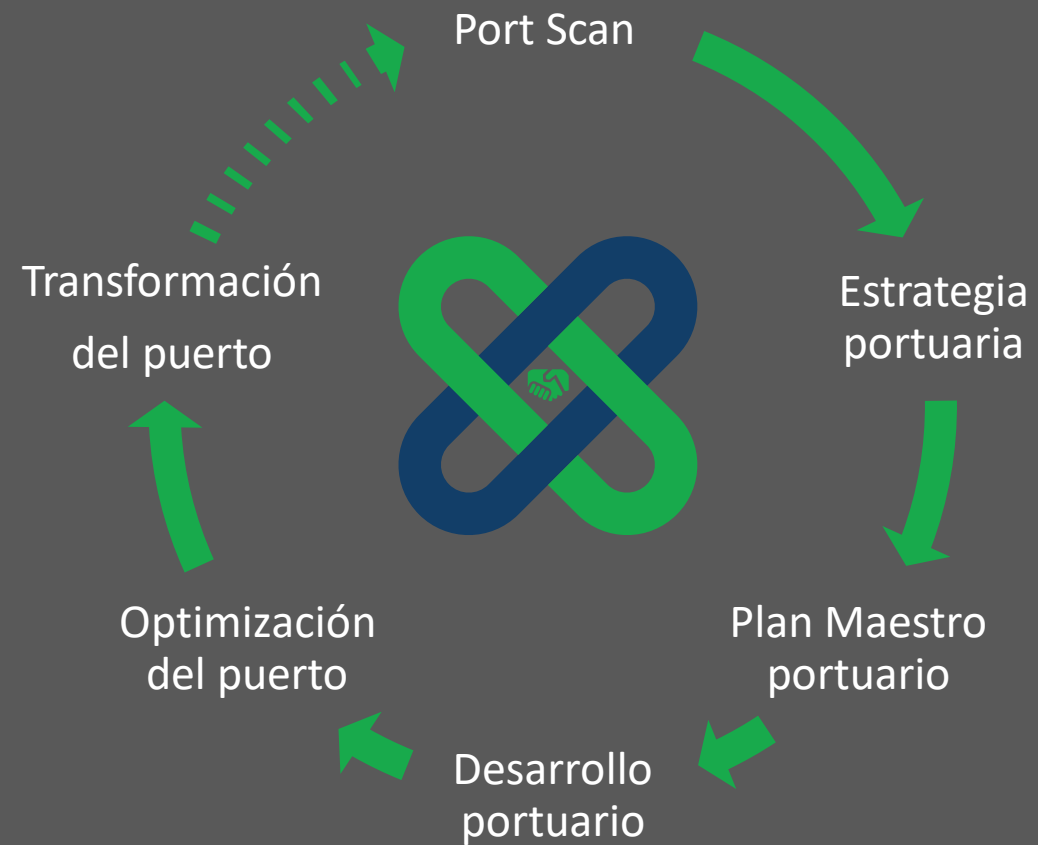 Port Scan
Estrategia
portuaria
Plan Maestro
portuario
Desarrollo
portuario
Optimización
del puerto
Transformación
del puerto